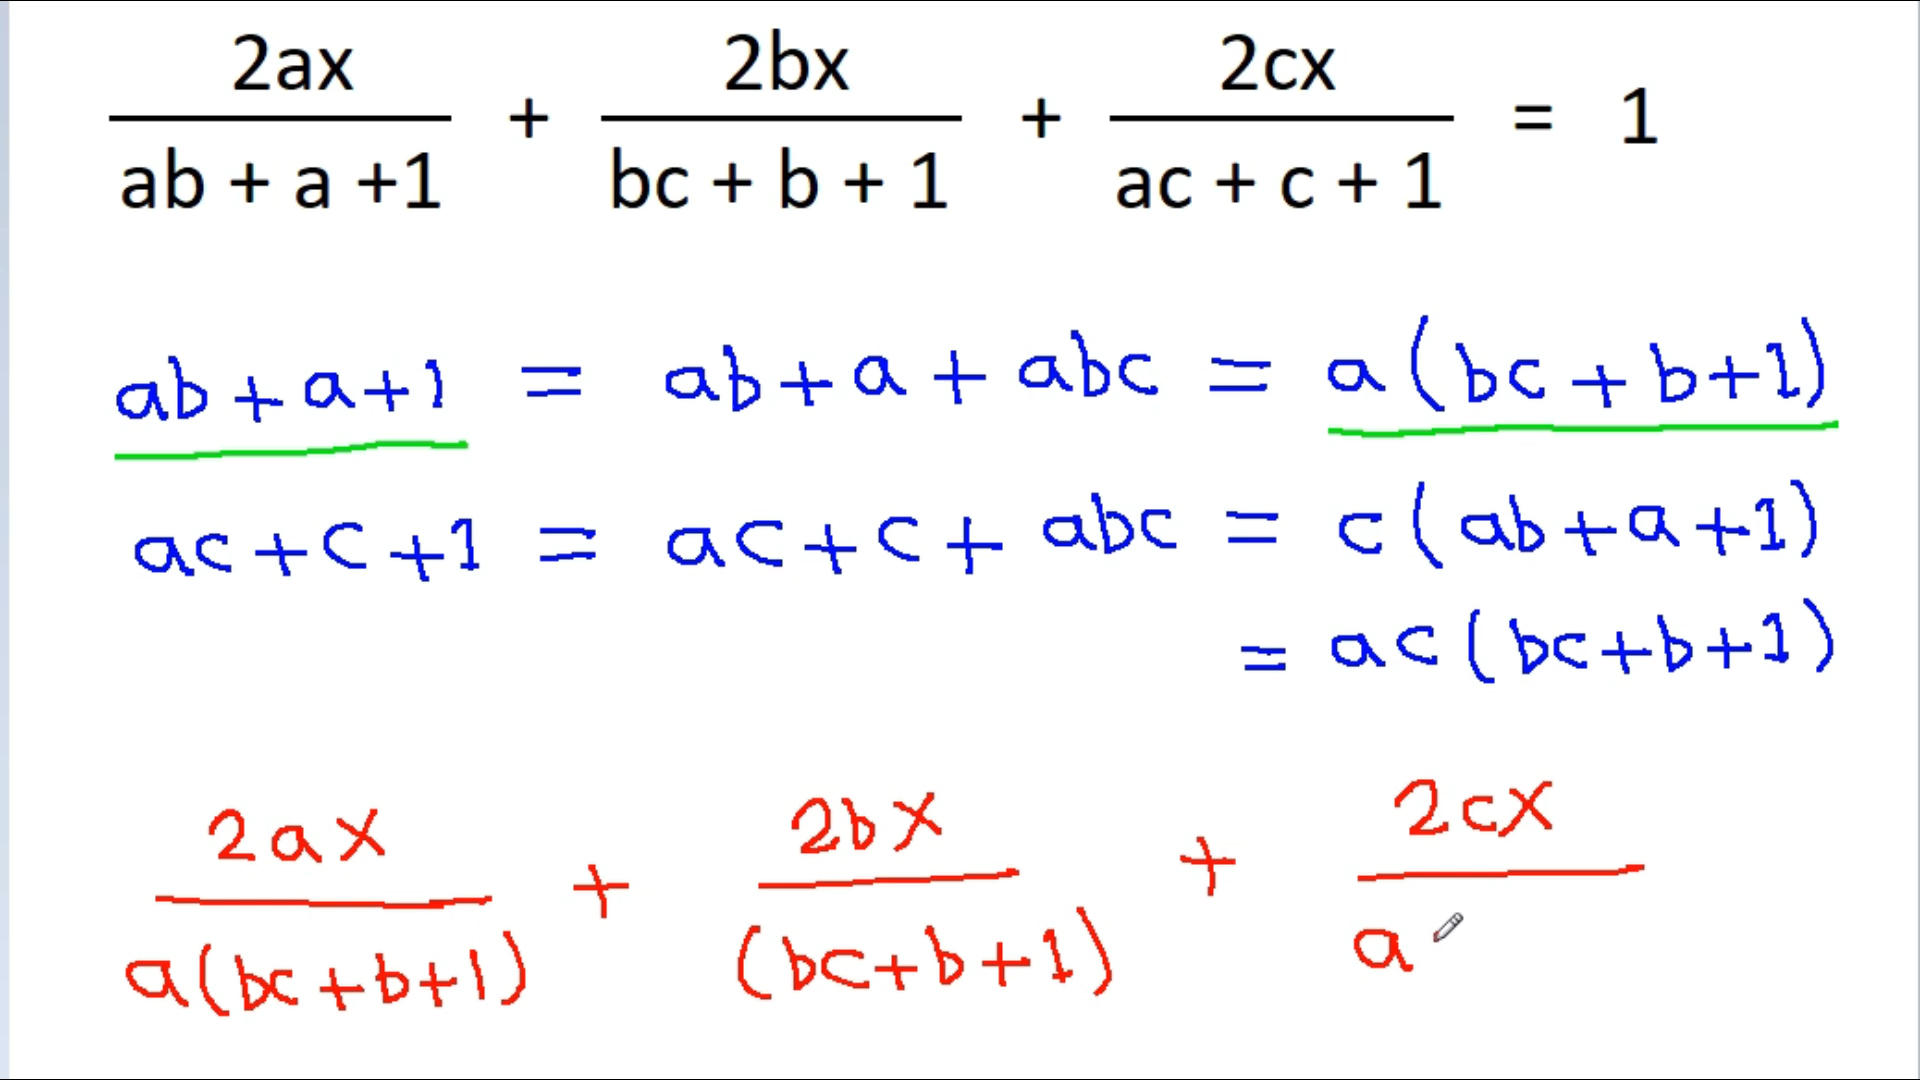 2ax + 2bx + 2cx = 1
ab + a +1 bc + b + 1 ac + c + 1
ab + a + 1 = ab + a + abc = a (bc + b + 1)
ac + c + 1 = ac + c + abc = c (ab + a + 1)
= ac (bc + b + 1)
2ax + 2bx + 2cx
a (bc + b + 1) (bc + b + 1) a